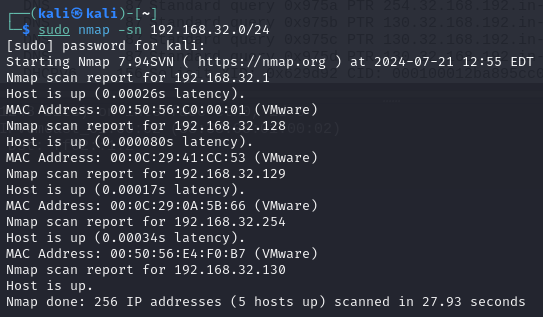 ┌──(kali㉿kali)-[~]
└─$ sudo nmap -sn 192.168.32.0/24
[sudo] password for kali:
Starting Nmap 7.94SVN ( https://nmap.org ) at 2024-07-21 12:55 EDT
Nmap scan report for 192.168.32.1
Host is up (0.00026s latency).
MAC Address: 00:50:56:C0:00:01 (VMware)
Nmap scan report for 192.168.32.128
Host is up (0.000080s latency).
MAC Address: 00:0C:29:41:CC:53 (VMware)
Nmap scan report for 192.168.32.129
Host is up (0.00017s latency).
MAC Address: 00:0C:29:0A:5B:66 (VMware)
Nmap scan report for 192.168.32.254
Host is up (0.00034s latency).
MAC Address: 00:50:56:E4:F0:B7 (VMware)
Nmap scan report for 192.168.32.130
Host is up.
Nmap done: 256 IP addresses (5 hosts up) scanned in 27.93 seconds